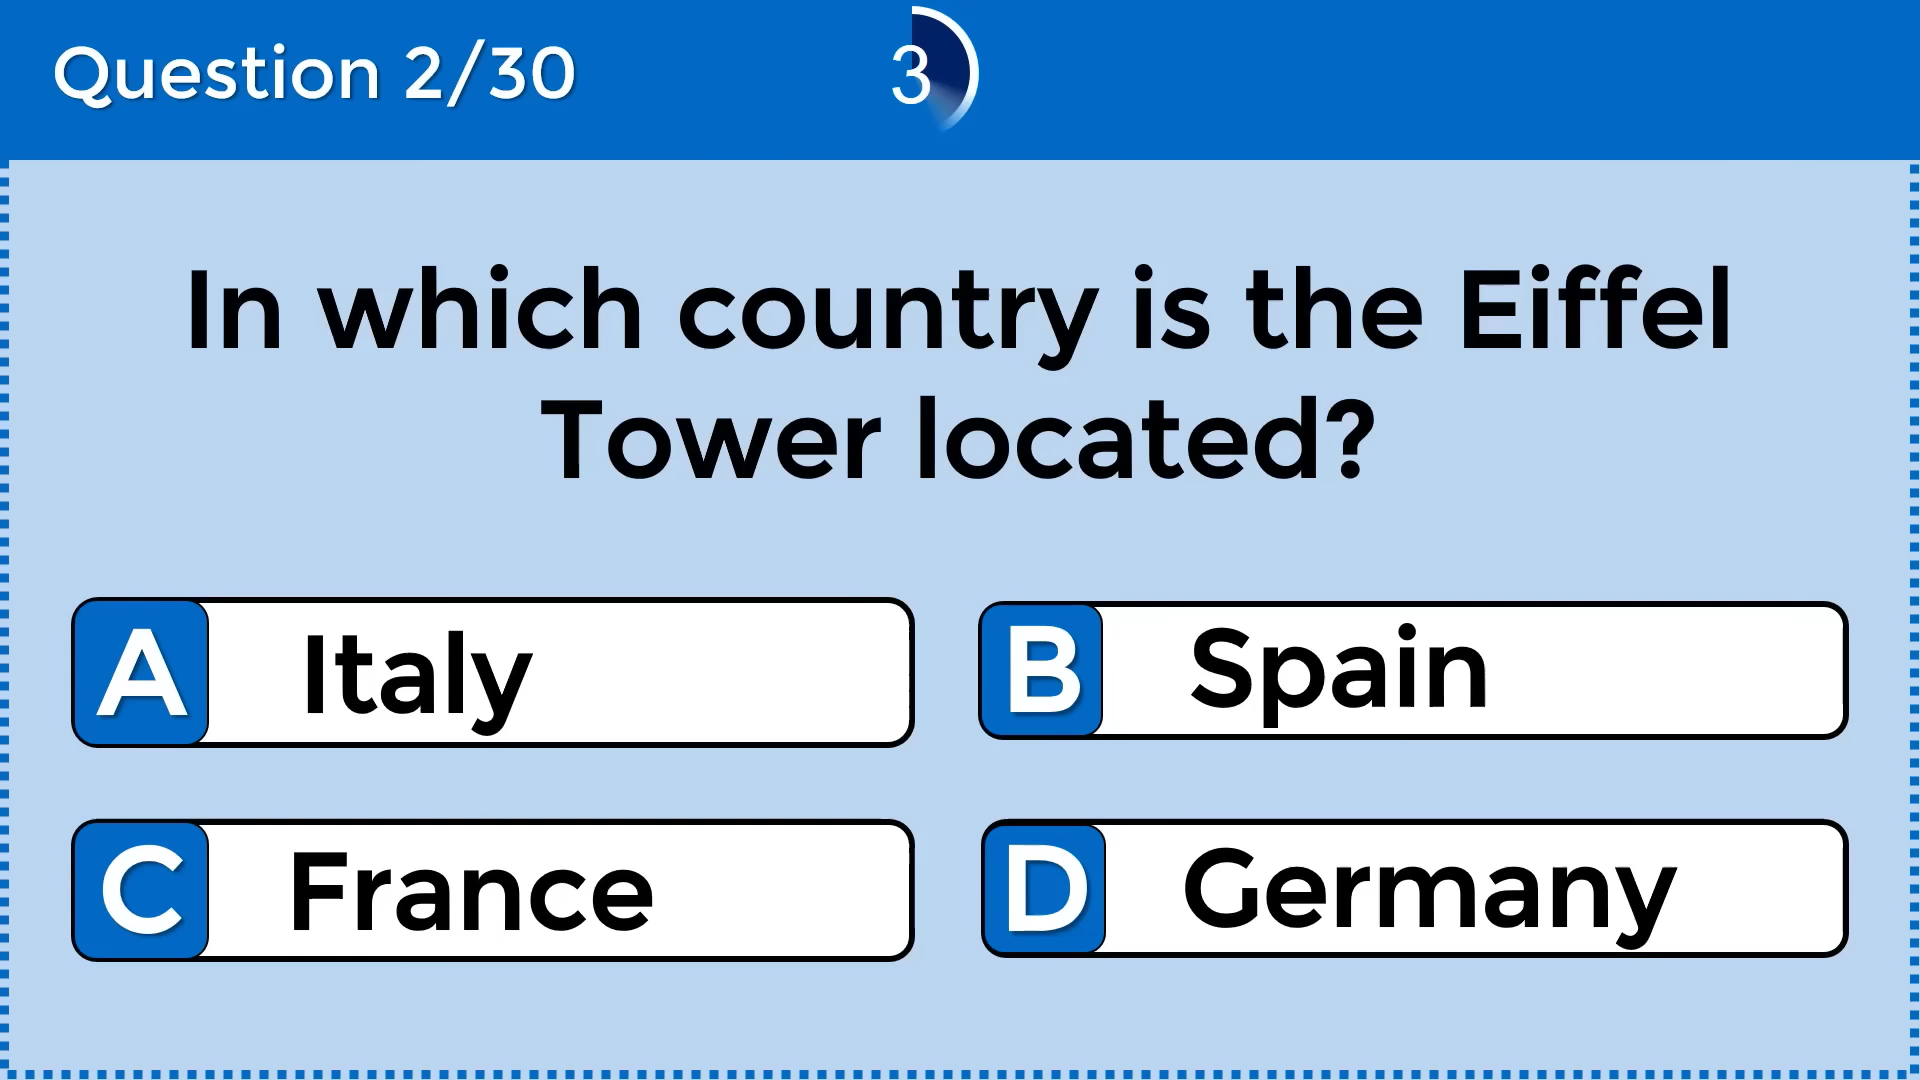 Question 2/30
3
In which country is the Eiffel
Tower located?
A Italy
B Spain
C France
D Germany